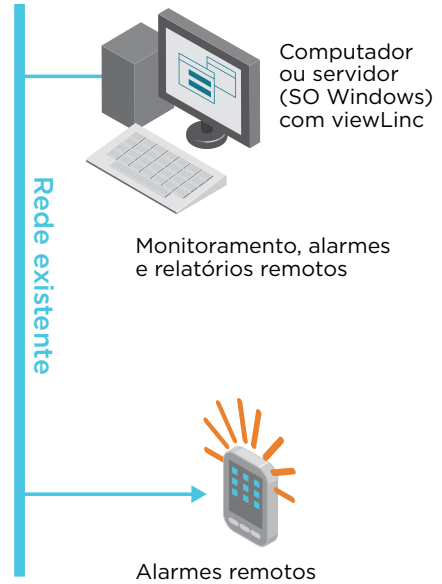 Computador
ou servidor
(SO Windows)
com viewLinc
Rede existente
Monitoramento, alarmes
e relatórios remotos
Alarmes remotos